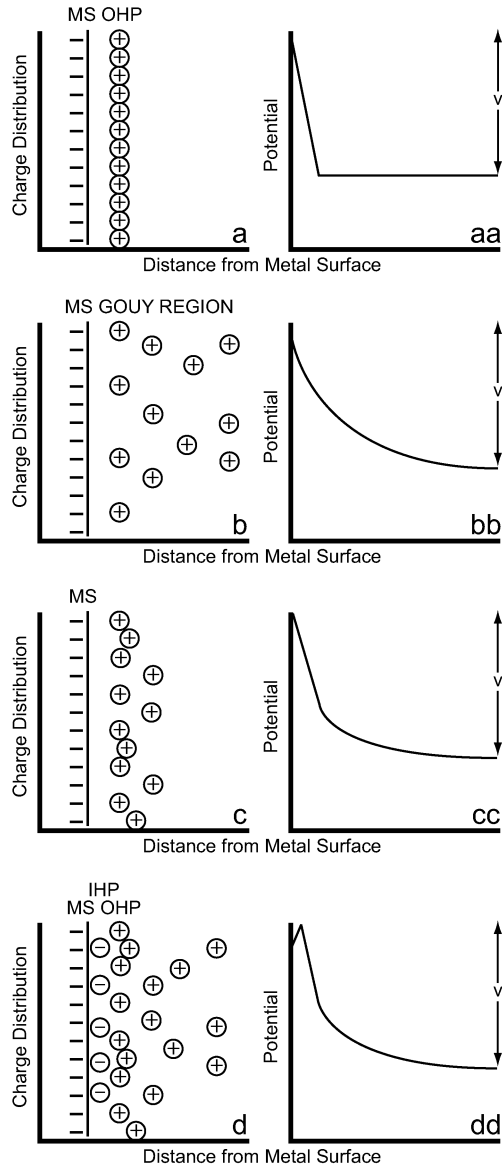 MS OHP
Charge Distribution
a
Potential
V
aa
Distance from Metal Surface
MS GOUY REGION
Charge Distribution
b
Potential
V
bb
Distance from Metal Surface
MS
Charge Distribution
c
Potential
V
cc
Distance from Metal Surface
IHP
MS OHP
Charge Distribution
d
Potential
V
dd
Distance from Metal Surface